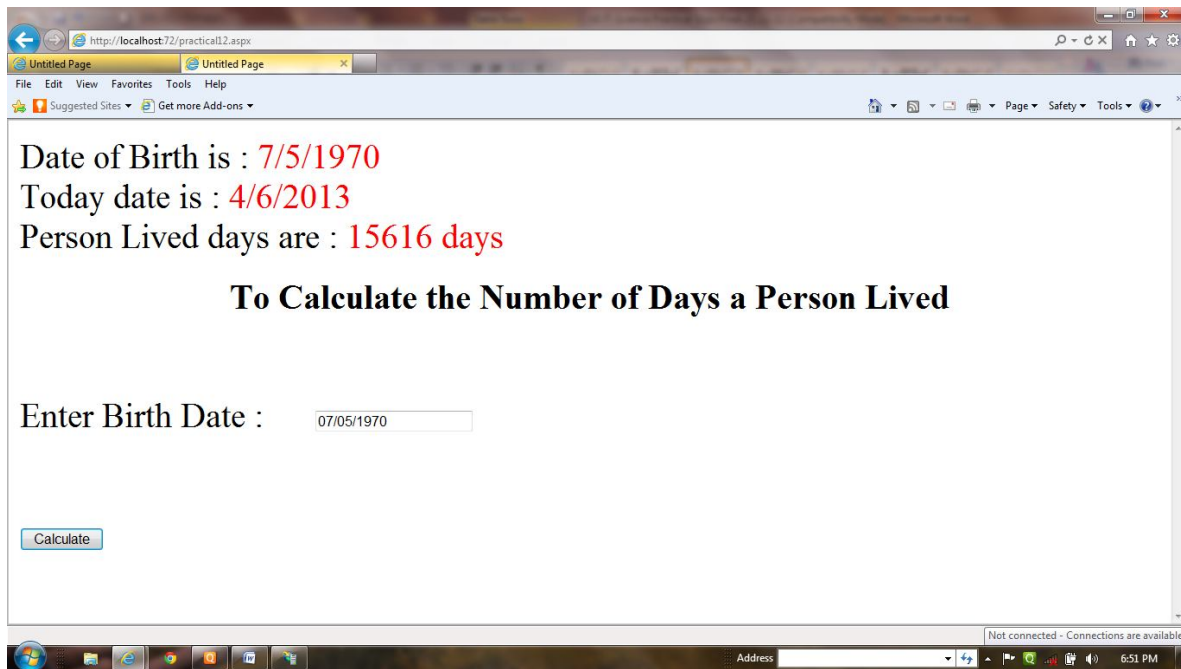 http://localhost:72/practical12.aspx
Untitled Page
Untitled Page
File Edit View Favorites Tools Help
Suggested Sites Get more Add-ons
Page Safety Tools
Date of Birth is : 7/5/1970
Today date is : 4/6/2013
Person Lived days are : 15616 days
To Calculate the Number of Days a Person Lived
Enter Birth Date : 07/05/1970
Calculate
Not connected - Connections are available
Address
6:51 PM